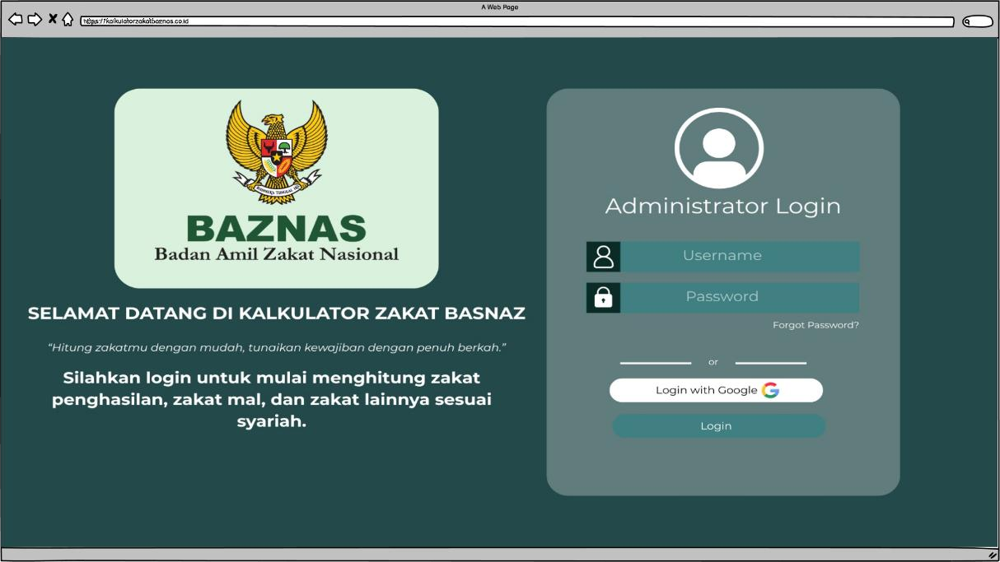 A Web Page
https://kalkulatorzakatbaznas.co.id
BHINNEKA TUNGGAL IKA
BAZNAS
Badan Amil Zakat Nasional
SELAMAT DATANG DI KALKULATOR ZAKAT BASNAZ
“Hitung zakatmu dengan mudah, tunaikan kewajiban dengan penuh berkah.”
Silahkan login untuk mulai menghitung zakat
penghasilan, zakat mal, dan zakat lainnya sesuai
syariah.
Administrator Login
Username
Password
Forgot Password?
or
Login with Google
Login